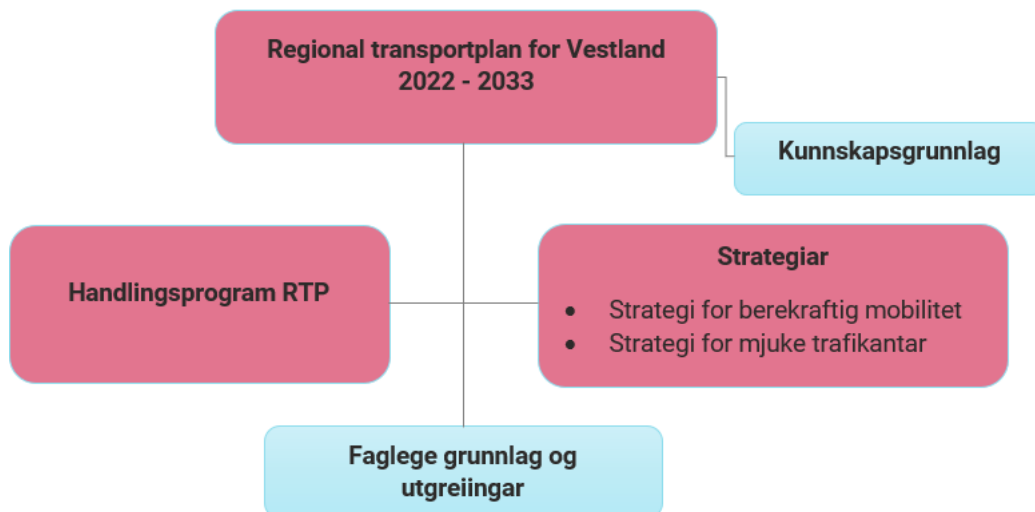 Regional transportplan for Vestland
2022 - 2033
Kunnskapsgrunnlag
Handlingsprogram RTP
Strategiar
• Strategi for berekraftig mobilitet
• Strategi for mjuke trafikantar
Faglege grunnlag og
utgreiingar